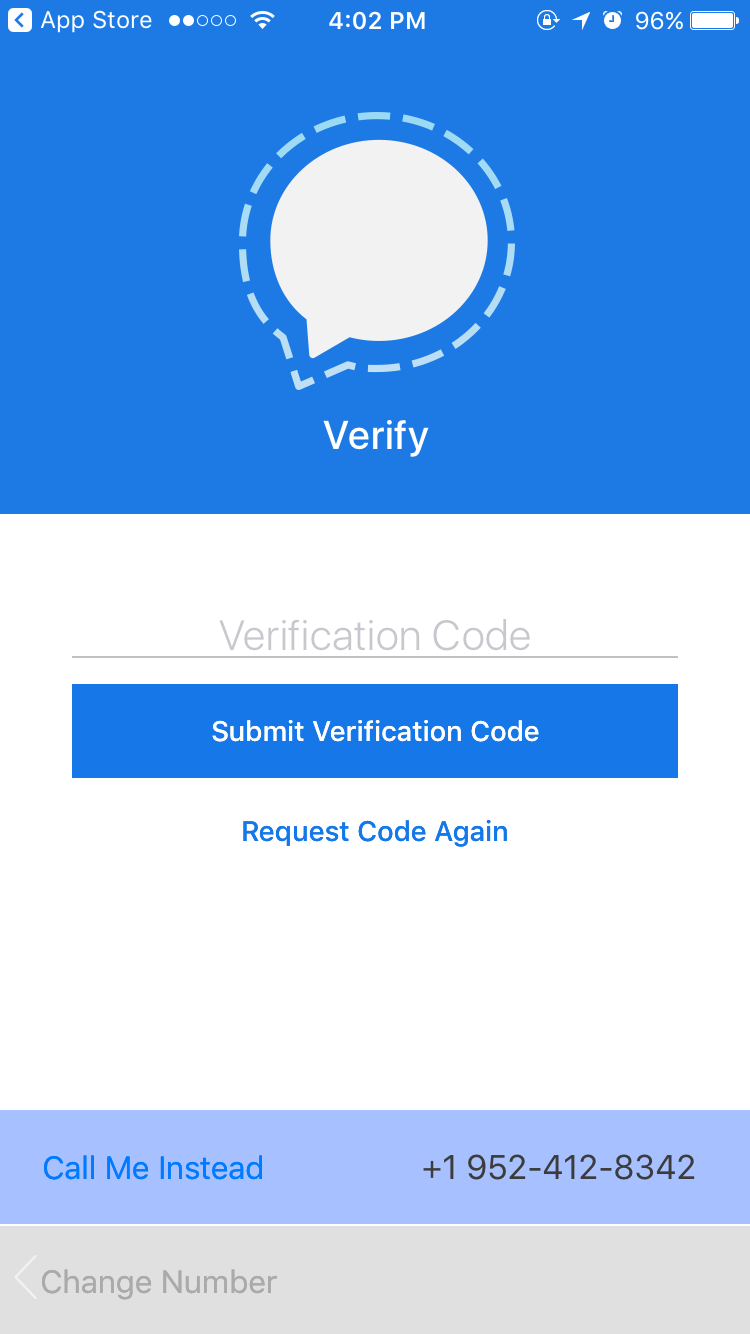 App Store 4:02 PM 96%
Verify
Verification Code
Submit Verification Code
Request Code Again
Call Me Instead +1 952-412-8342
Change Number